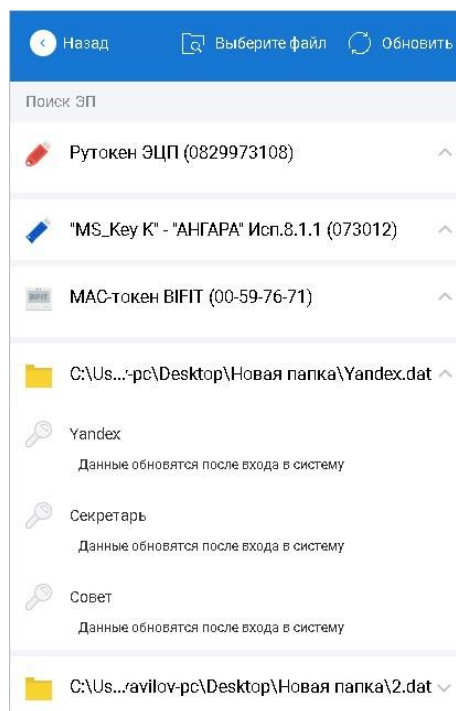 Назад
Выберите файл
Обновить
Поиск ЭП
Рутокен ЭЦП (0829973108)
"MS_Key K" - "АНГАРА" Исп.8.1.1 (073012)
BIFIT
МАС-токен BIFIT (00-59-76-71)
C:\Us...r-pc\Desktop\Новая папка\Yandex.dat
Yandex
Данные обновятся после входа в систему
Секретарь
Данные обновятся после входа в систему
Совет
Данные обновятся после входа в систему
C:\Us.../avilov-pc\Desktop\Новая папка\2.dat